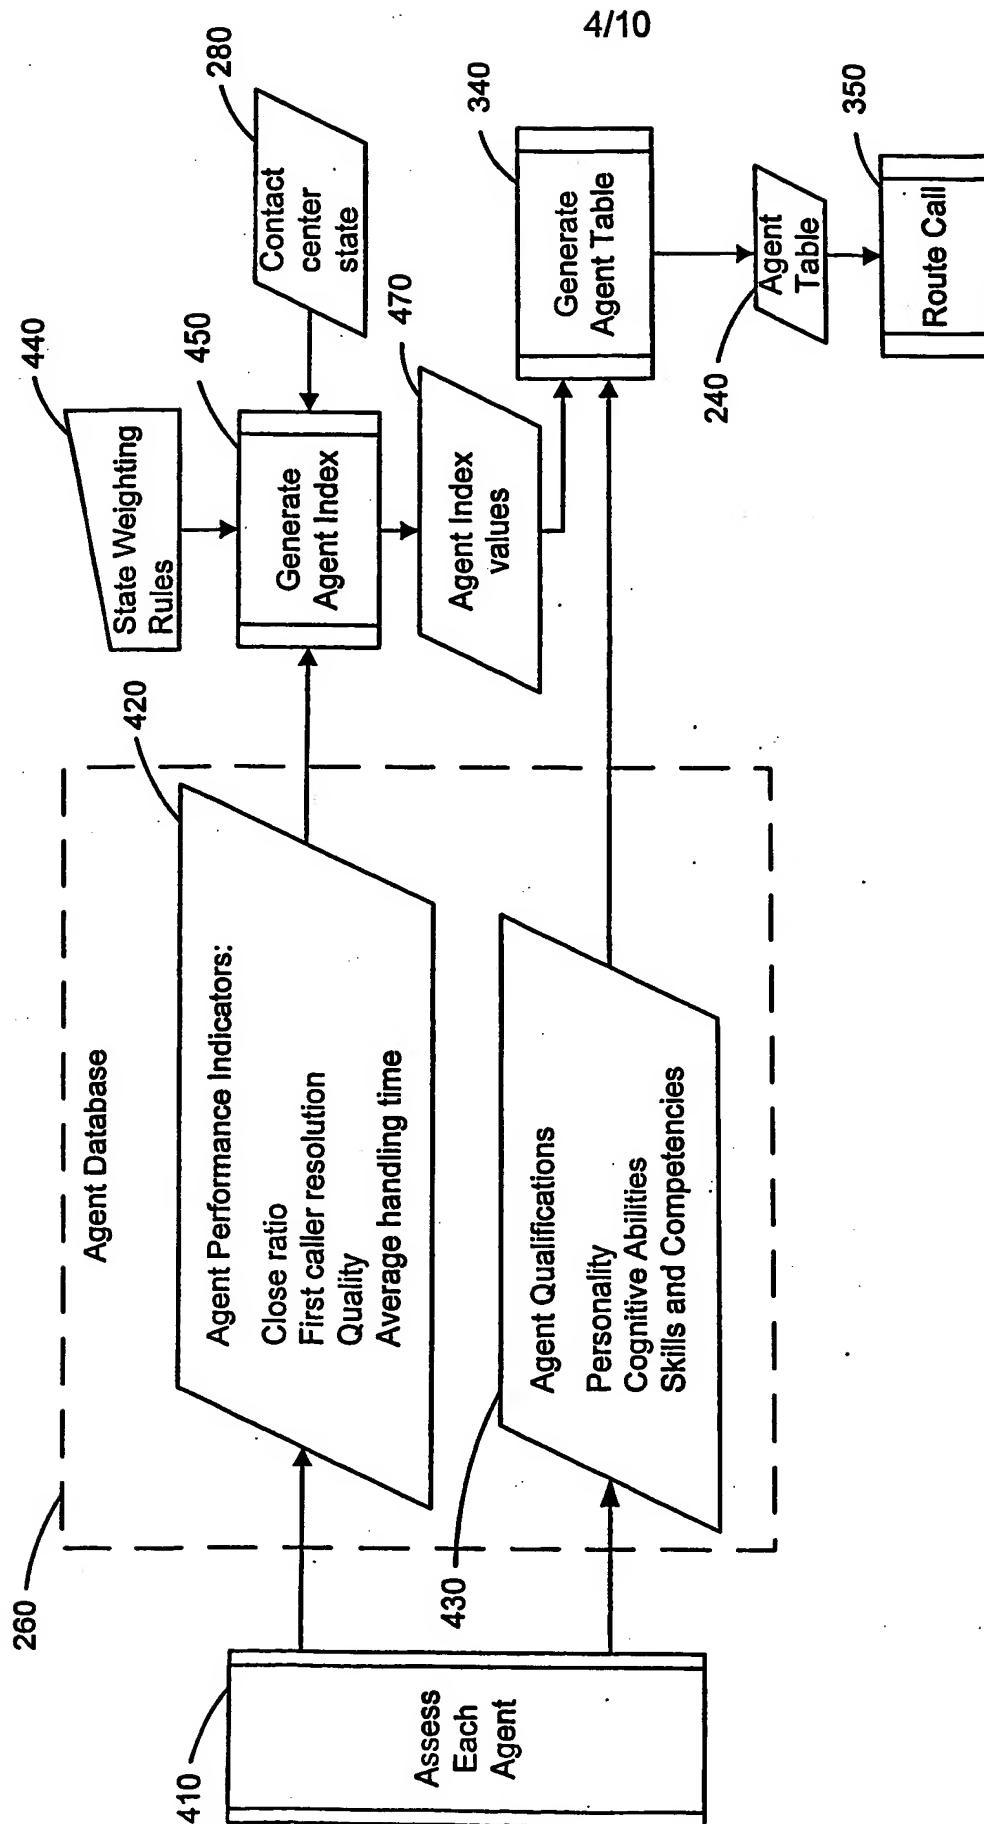 4/10
260
Agent Database
420
Agent Performance Indicators:
Close ratio
First caller resolution
Quality
Average handling time
430
Agent Qualifications
Personality
Cognitive Abilities
Skills and Competencies
410
Assess
Each
Agent
440
State Weighting
Rules
450
Generate
Agent Index
280
Contact
center
state
470
Agent Index
values
340
Generate
Agent Table
240
Agent
Table
350
Route Call